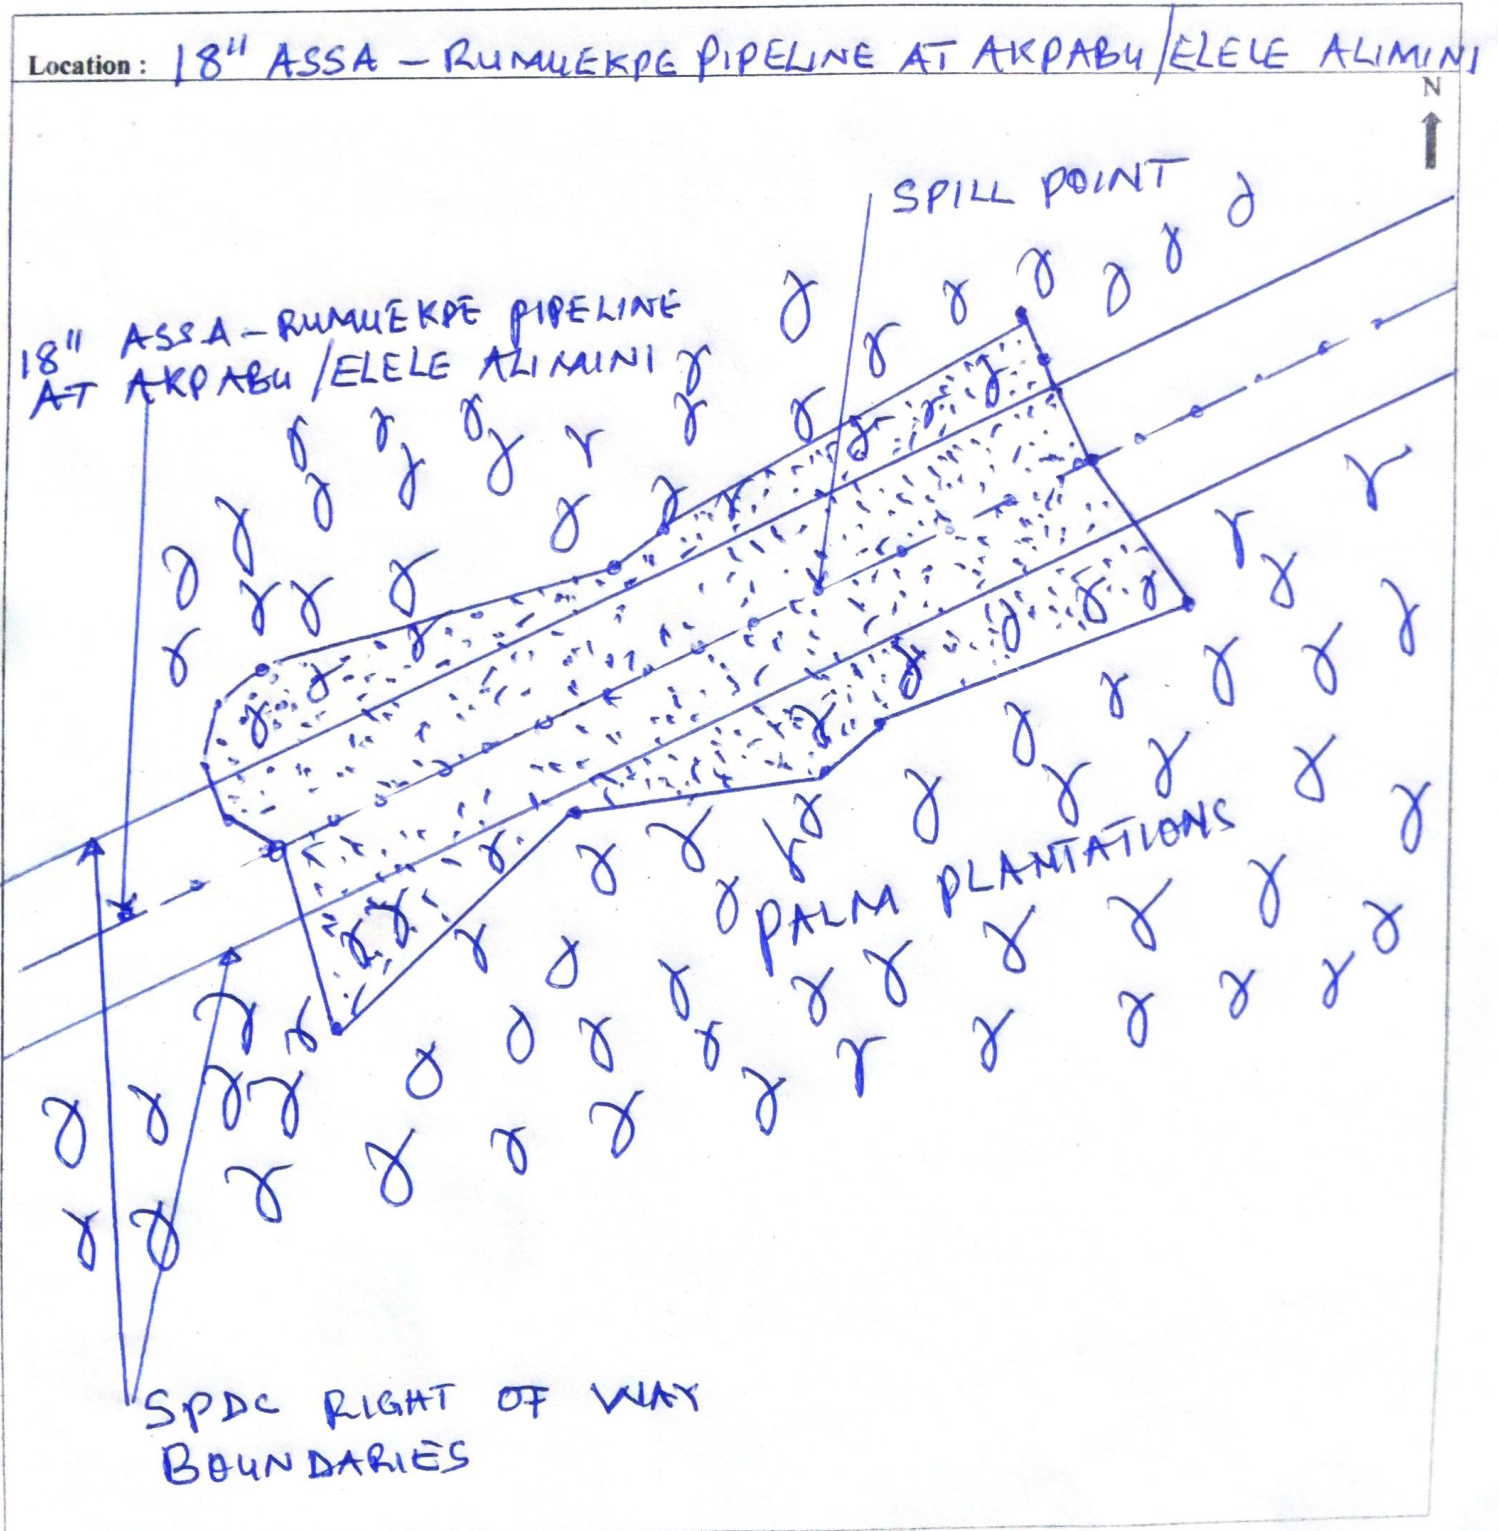 Location : 18" ASSA - RUMUEKPE PIPELINE AT AKPABU/ELELE ALIMINI
N
SPILL POINT
18" ASSA - RUMUEKPE PIPELINE
AT AKPABU/ELELE ALIMINI
PALM PLANTATIONS
SPDC RIGHT OF WAY
BOUNDARIES